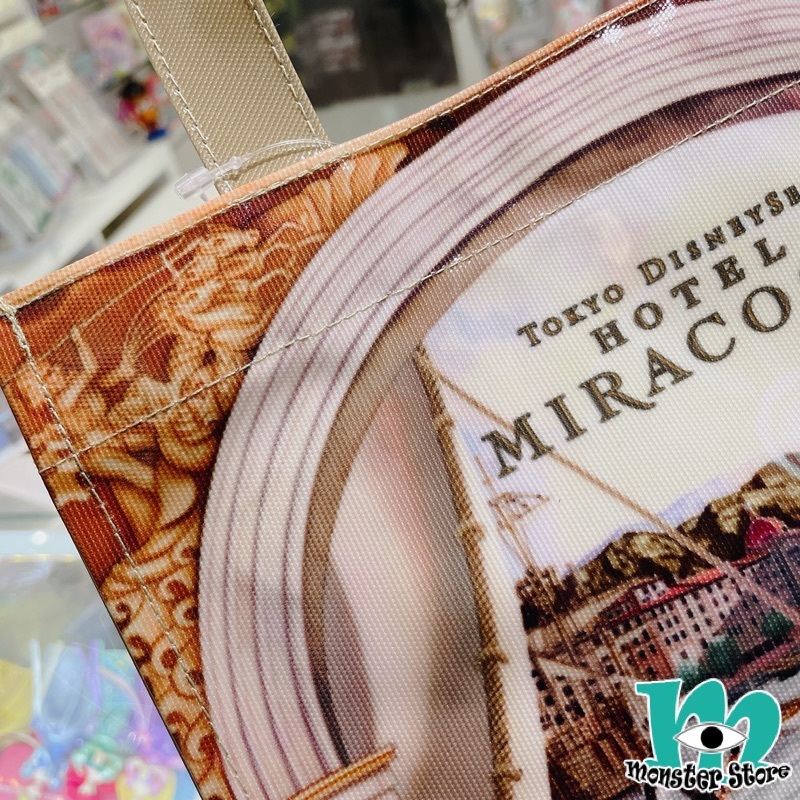 TOKYO DISNEYSE
HOTEL
MIRACO
monster Store